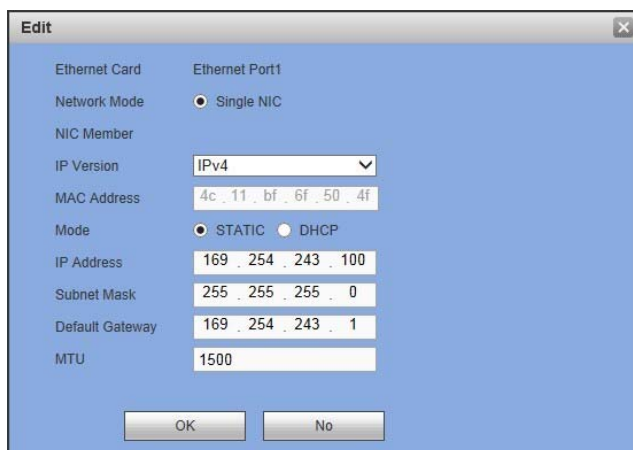 Edit
Ethernet Card Ethernet Port1
Network Mode Single NIC
NIC Member
IP Version IPv4
MAC Address 4c . 11 . bf . 6f . 50 . 4f
Mode STATIC DHCP
IP Address 169 . 254 . 243 . 100
Subnet Mask 255 . 255 . 255 . 0
Default Gateway 169 . 254 . 243 . 1
MTU 1500
OK No